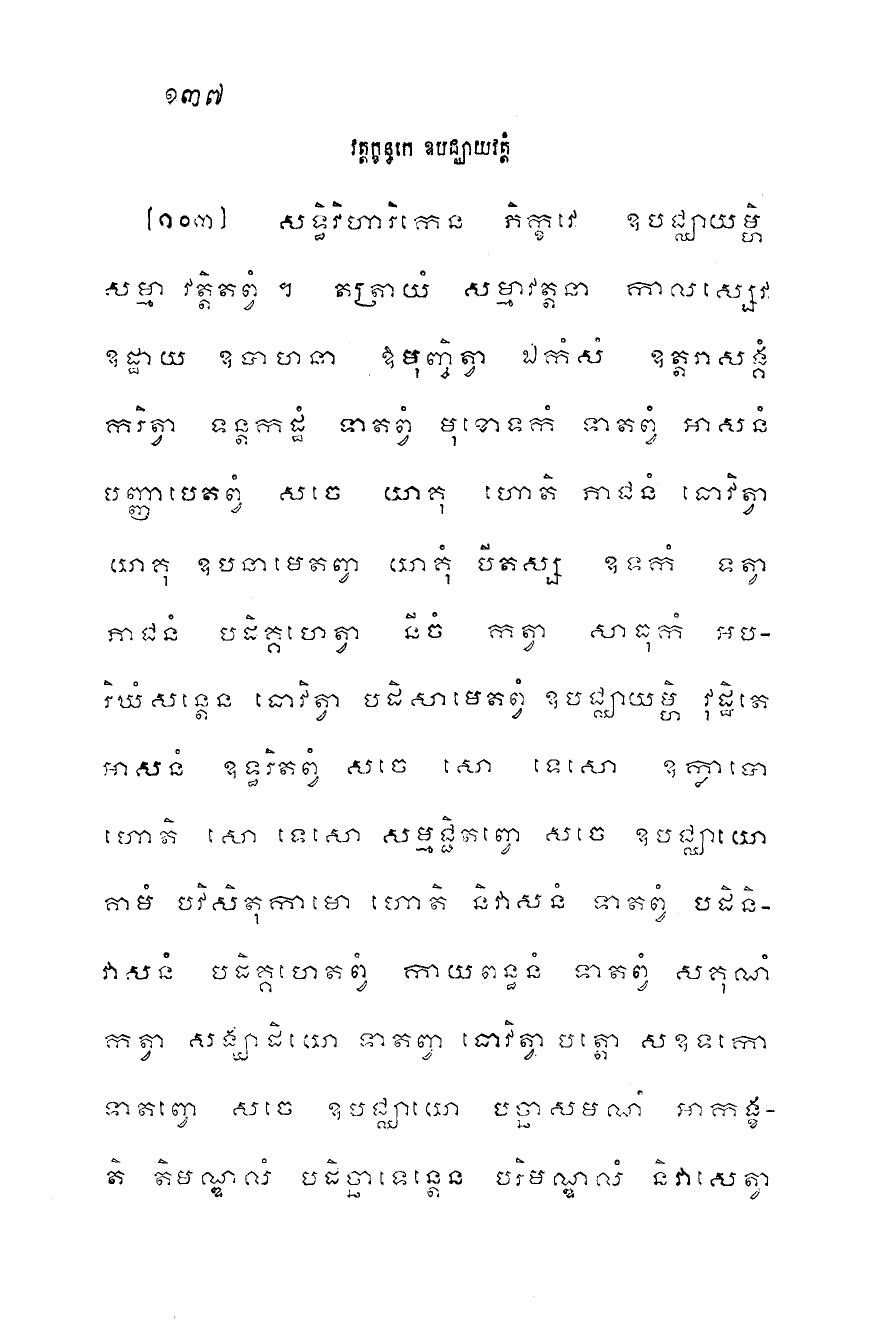 ១៣៧
វត្តក្ខន្ធកេ ឧបជ្ឈាយវត្តំ
[១០៣] សទ្ធិវិហារិកេន ភិក្ខវេ ឧបជ្ឈាយម្ហិ
សម្មា វត្តិតព្វំ ។ តត្រាយំ សម្មាវត្តនា កាលស្សេវ
ឧដ្ឋាយ ឧបាហនា ឱមុញ្ចិត្វា ឯកំសំ ឧត្តរាសង្គំ
ករិត្វា ទន្តកដ្ឋំ ទាតព្វំ មុខោទកំ ទាតព្វំ អាសនំ
បញ្ញាបេតព្វំ សចេ យាគុ ហោតិ ភាជនំ ធោវិត្វា
យាគុ ឧបនាមេតព្វា យាគុំ បីតស្ស ឧទកំ ទត្វា
ភាជនំ បដិគ្គហេត្វា នីចំ កត្វា សាធុកំ អប-
រិឃំសន្តេន ធោវិត្វា បដិសាមេតព្វំ ឧបជ្ឈាយម្ហិ វុដ្ឋិតេ
អាសនំ ឧទ្ធរិតព្វំ សចេ សោ ទេសោ ឧក្លាបោ
ហោតិ សោ ទេសោ សម្មជ្ជិតព្វោ សចេ ឧបជ្ឈាយោ
គាមំ បវិសិតុកាមោ ហោតិ និវាសនំ ទាតព្វំ បដិនិ-
វាសនំ បដិគ្គហេតព្វំ កាយពន្ធនំ ទាតព្វំ សគុណំ
កត្វា សង្ឃាដិយោ ទាតព្វា ធោវិត្វា បត្តោ សឧទកោ
ទាតព្វោ សចេ ឧបជ្ឈាយោ បច្ឆាសមណំ អាកង្ខ-
តិ តិមណ្ឌលំ បដិច្ឆាទេន្តេន បរិមណ្ឌលំ និវាសេត្វា